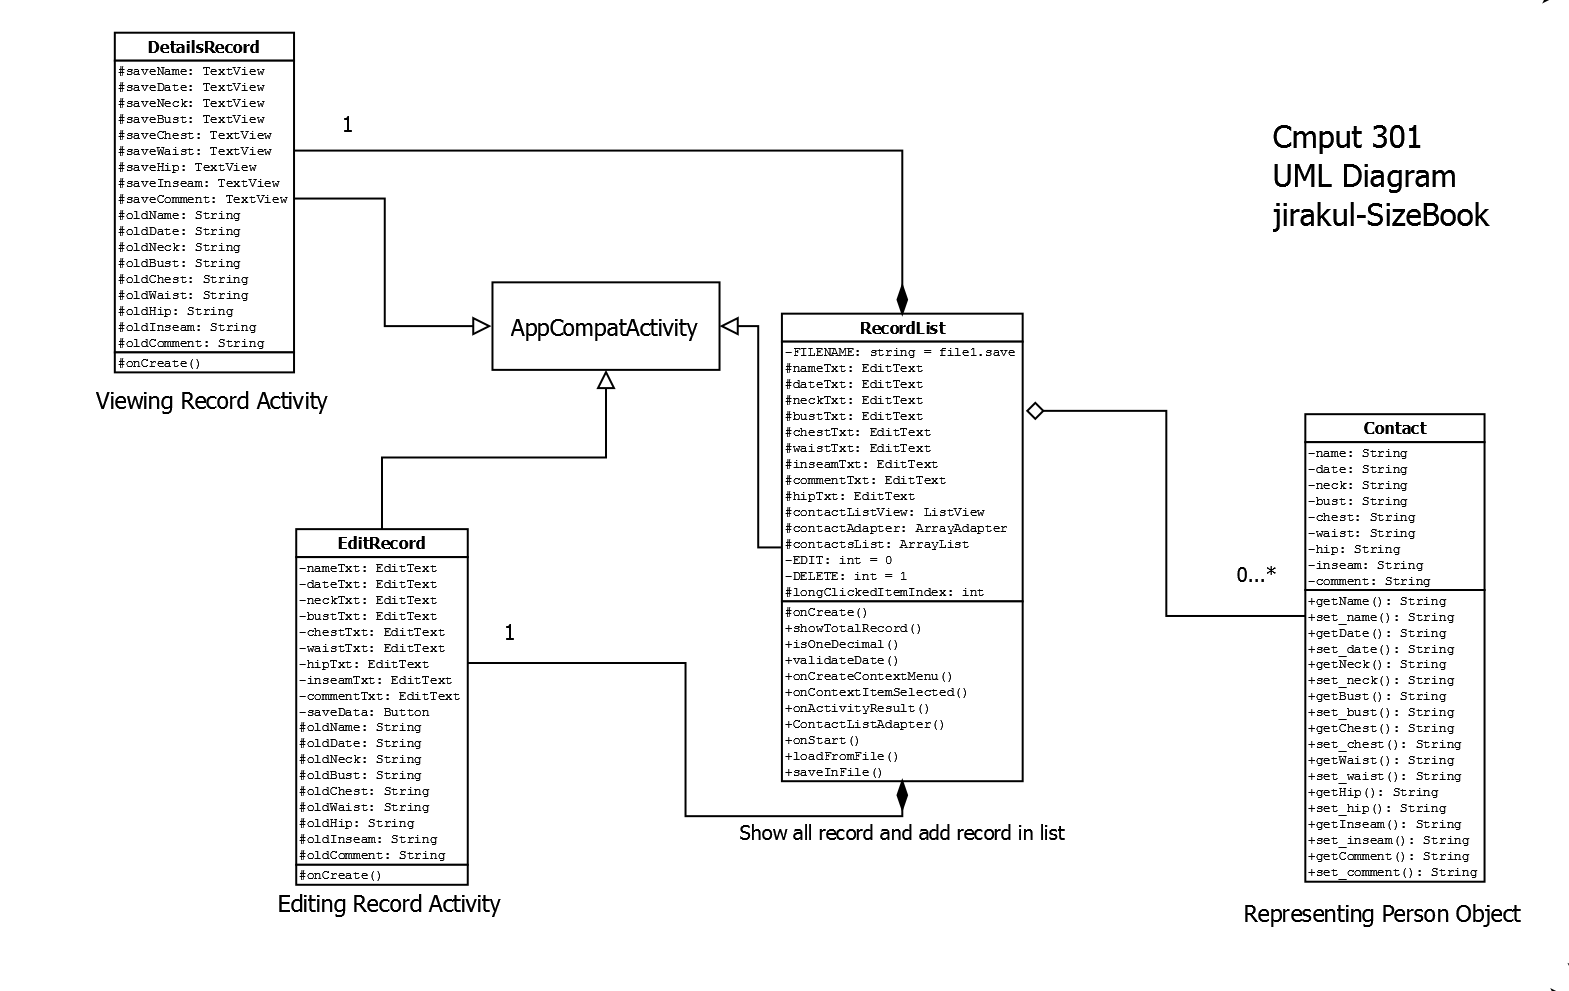 DetailsRecord
#saveName: TextView
#saveDate: TextView
#saveNeck: TextView
#saveBust: TextView
#saveChest: TextView
#saveWaist: TextView
#saveHip: TextView
#saveInseam: TextView
#saveComment: TextView
#oldName: String
#oldDate: String
#oldNeck: String
#oldBust: String
#oldChest: String
#oldWaist: String
#oldHip: String
#oldInseam: String
#oldComment: String
#onCreate()
Viewing Record Activity
1
Cmput 301
UML Diagram
jirakul-SizeBook
AppCompatActivity
RecordList
-FILENAME: string = file1.save
#nameTxt: EditText
#dateTxt: EditText
#neckTxt: EditText
#bustTxt: EditText
#chestTxt: EditText
#waistTxt: EditText
#inseamTxt: EditText
#commentTxt: EditText
#hipTxt: EditText
#contactListView: ListView
#contactAdapter: ArrayAdapter
#contactsList: ArrayList
-EDIT: int = 0
-DELETE: int = 1
#longClickedItemIndex: int
#onCreate()
+showTotalRecord()
+isOneDecimal()
+validateDate()
+onCreateContextMenu()
+onContextItemSelected()
+onActivityResult()
+ContactListAdapter()
+onStart()
+loadFromFile()
+saveInFile()
Show all record and add record in list
EditRecord
-nameTxt: EditText
-dateTxt: EditText
-neckTxt: EditText
-bustTxt: EditText
-chestTxt: EditText
-waistTxt: EditText
-hipTxt: EditText
-inseamTxt: EditText
-commentTxt: EditText
-saveData: Button
#oldName: String
#oldDate: String
#oldNeck: String
#oldBust: String
#oldChest: String
#oldWaist: String
#oldHip: String
#oldInseam: String
#oldComment: String
#onCreate()
Editing Record Activity
1
0...*
Contact
-name: String
-date: String
-neck: String
-bust: String
-chest: String
-waist: String
-hip: String
-inseam: String
-comment: String
+getName(): String
+set_name(): String
+getDate(): String
+set_date(): String
+getNeck(): String
+set_neck(): String
+getBust(): String
+set_bust(): String
+getChest(): String
+set_chest(): String
+getWaist(): String
+set_waist(): String
+getHip(): String
+set_hip(): String
+getInseam(): String
+set_inseam(): String
+getComment(): String
+set_comment(): String
Representing Person Object